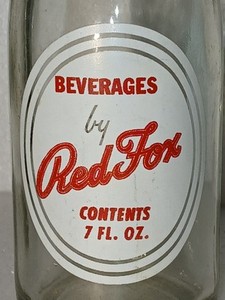 BEVERAGES
by
Red Fox
CONTENTS
7 FL. OZ.